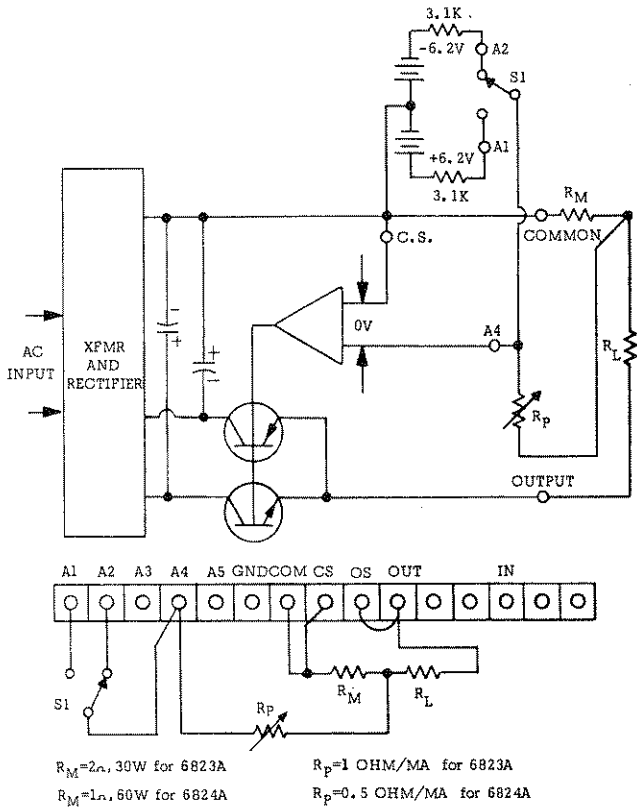 3.1K
-6.2V
A2
S1
A1
+6.2V
3.1K
R_M
COMMON
C.S.
0V
A4
AC
INPUT
XFMR
AND
RECTIFIER
-
+
+
-
R_L
R_P
OUTPUT
A1 A2 A3 A4 A5 GND COM CS OS OUT IN
S1
R_P
R_M
R_L
R_M=2Ω, 30W for 6823A
R_P=1 OHM/MA for 6823A
R_M=1Ω, 60W for 6824A
R_P=0.5 OHM/MA for 6824A